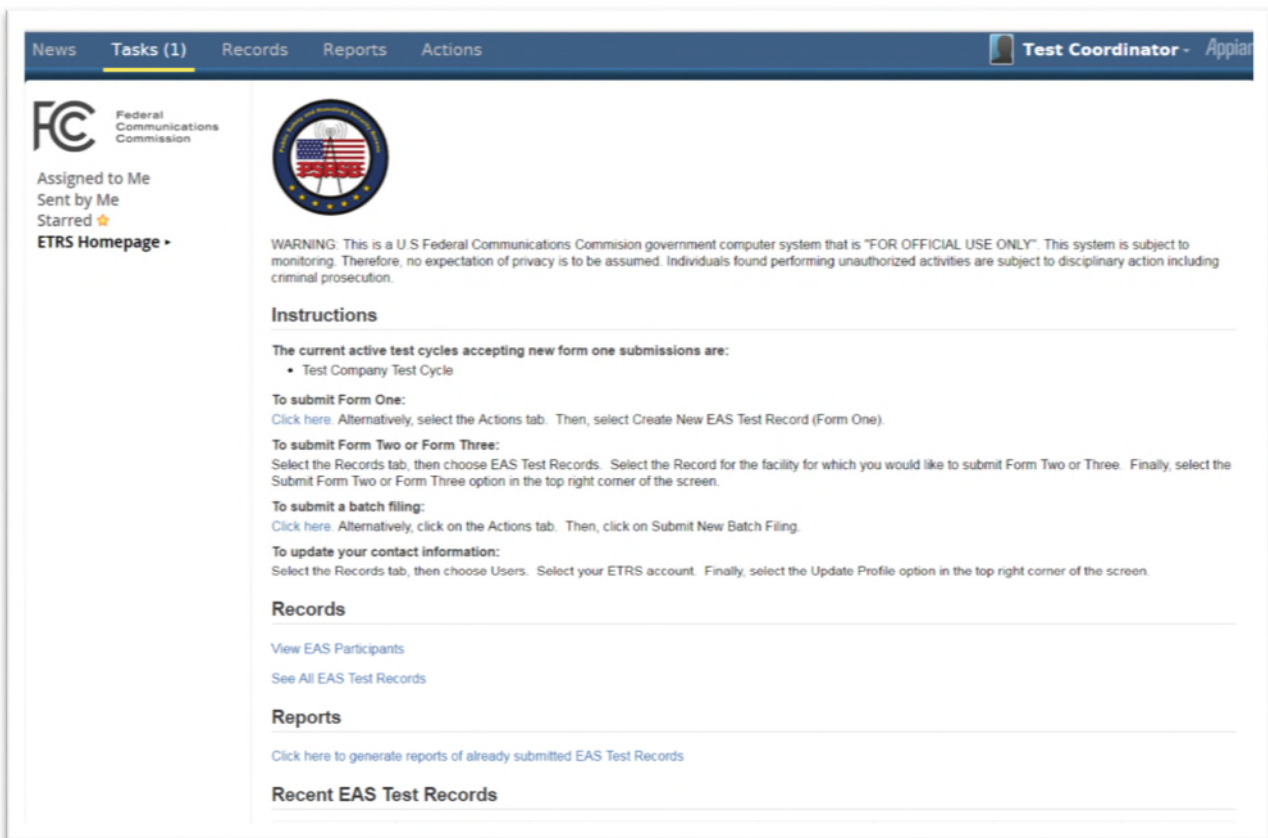 News Tasks (1) Records Reports Actions Test Coordinator Appian
FCC Federal
Communications
Commission
Assigned to Me
Sent by Me
Starred
ETRS Homepage
Public Safety and Homeland Security Bureau
PSHSB
WARNING: This is a U.S Federal Communications Commision government computer system that is "FOR OFFICIAL USE ONLY". This system is subject to
monitoring. Therefore, no expectation of privacy is to be assumed. Individuals found performing unauthorized activities are subject to disciplinary action including
criminal prosecution.
Instructions
The current active test cycles accepting new form one submissions are:
• Test Company Test Cycle
To submit Form One:
Click here. Alternatively, select the Actions tab. Then, select Create New EAS Test Record (Form One).
To submit Form Two or Form Three:
Select the Records tab, then choose EAS Test Records. Select the Record for the facility for which you would like to submit Form Two or Three. Finally, select the
Submit Form Two or Form Three option in the top right corner of the screen.
To submit a batch filing:
Click here. Alternatively, click on the Actions tab. Then, click on Submit New Batch Filing.
To update your contact information:
Select the Records tab, then choose Users. Select your ETRS account. Finally, select the Update Profile option in the top right corner of the screen.
Records
View EAS Participants
See All EAS Test Records
Reports
Click here to generate reports of already submitted EAS Test Records
Recent EAS Test Records